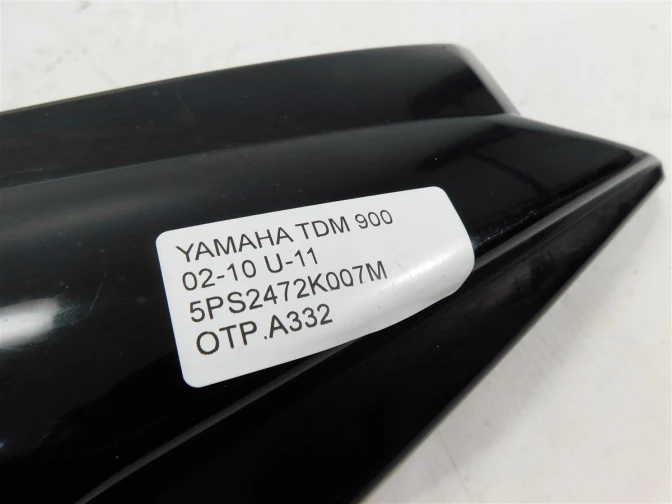 YAMAHA TDM 900
02-10 U-11
5PS2472K007M
OTP.A332